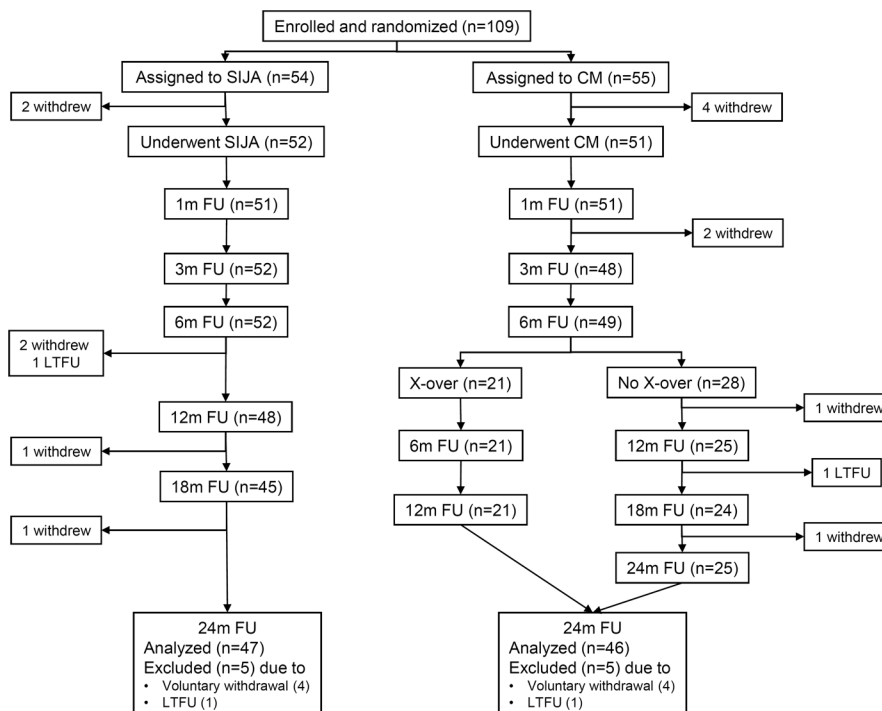 Enrolled and randomized (n=109)
Assigned to SIJA (n=54)
Assigned to CM (n=55)
2 withdrew
4 withdrew
Underwent SIJA (n=52)
Underwent CM (n=51)
1m FU (n=51)
1m FU (n=51)
2 withdrew
3m FU (n=52)
3m FU (n=48)
6m FU (n=52)
6m FU (n=49)
2 withdrew
1 LTFU
X-over (n=21)
No X-over (n=28)
12m FU (n=48)
1 withdrew
6m FU (n=21)
12m FU (n=25)
1 withdrew
1 LTFU
18m FU (n=45)
12m FU (n=21)
18m FU (n=24)
1 withdrew
1 withdrew
24m FU (n=25)
24m FU
Analyzed (n=47)
Excluded (n=5) due to
• Voluntary withdrawal (4)
• LTFU (1)
24m FU
Analyzed (n=46)
Excluded (n=5) due to
• Voluntary withdrawal (4)
• LTFU (1)